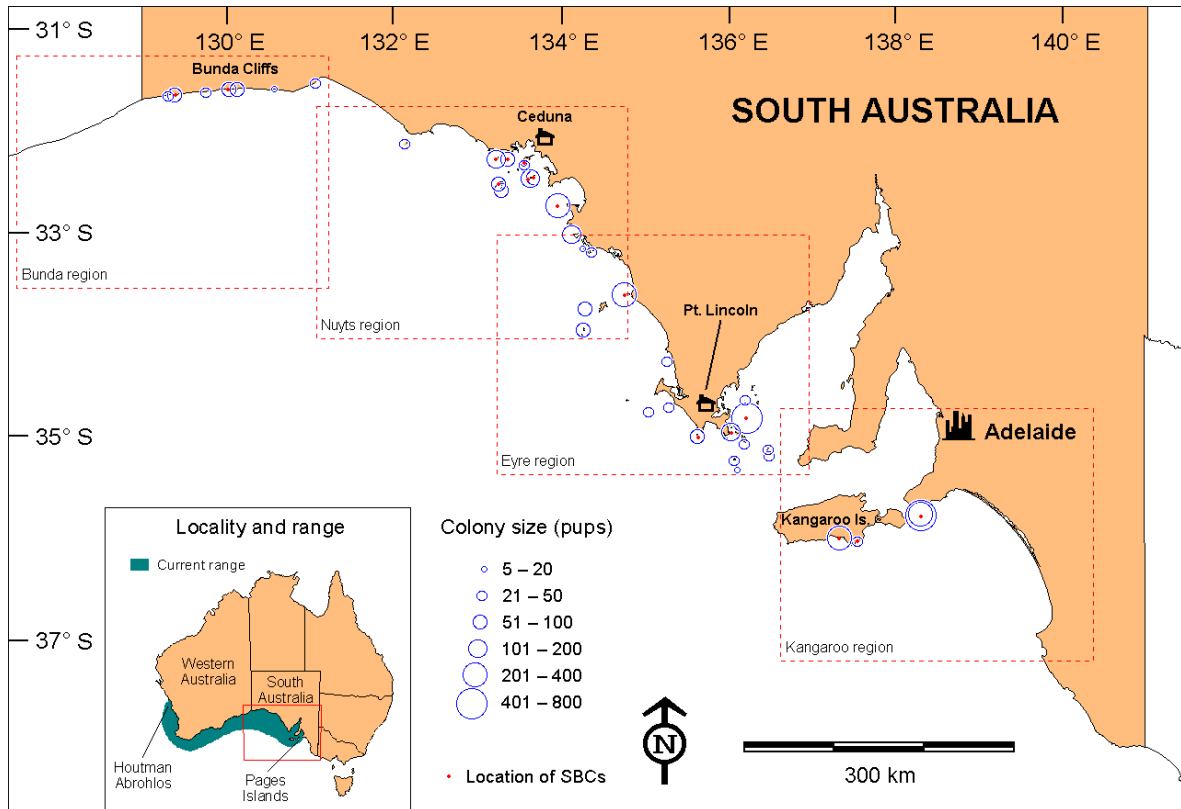 31° S
130° E
132° E
134° E
136° E
138° E
140° E
Bunda Cliffs
SOUTH AUSTRALIA
Ceduna
33° S
Bunda region
Nuyts region
Pt. Lincoln
35° S
Adelaide
Eyre region
Kangaroo Is.
Locality and range
Current range
Western
Australia
South
Australia
Houtman
Abrohlos
Pages
Islands
Colony size (pups)
5 – 20
21 – 50
51 – 100
101 – 200
201 – 400
401 – 800
Location of SBCs
37° S
Kangaroo region
N
300 km